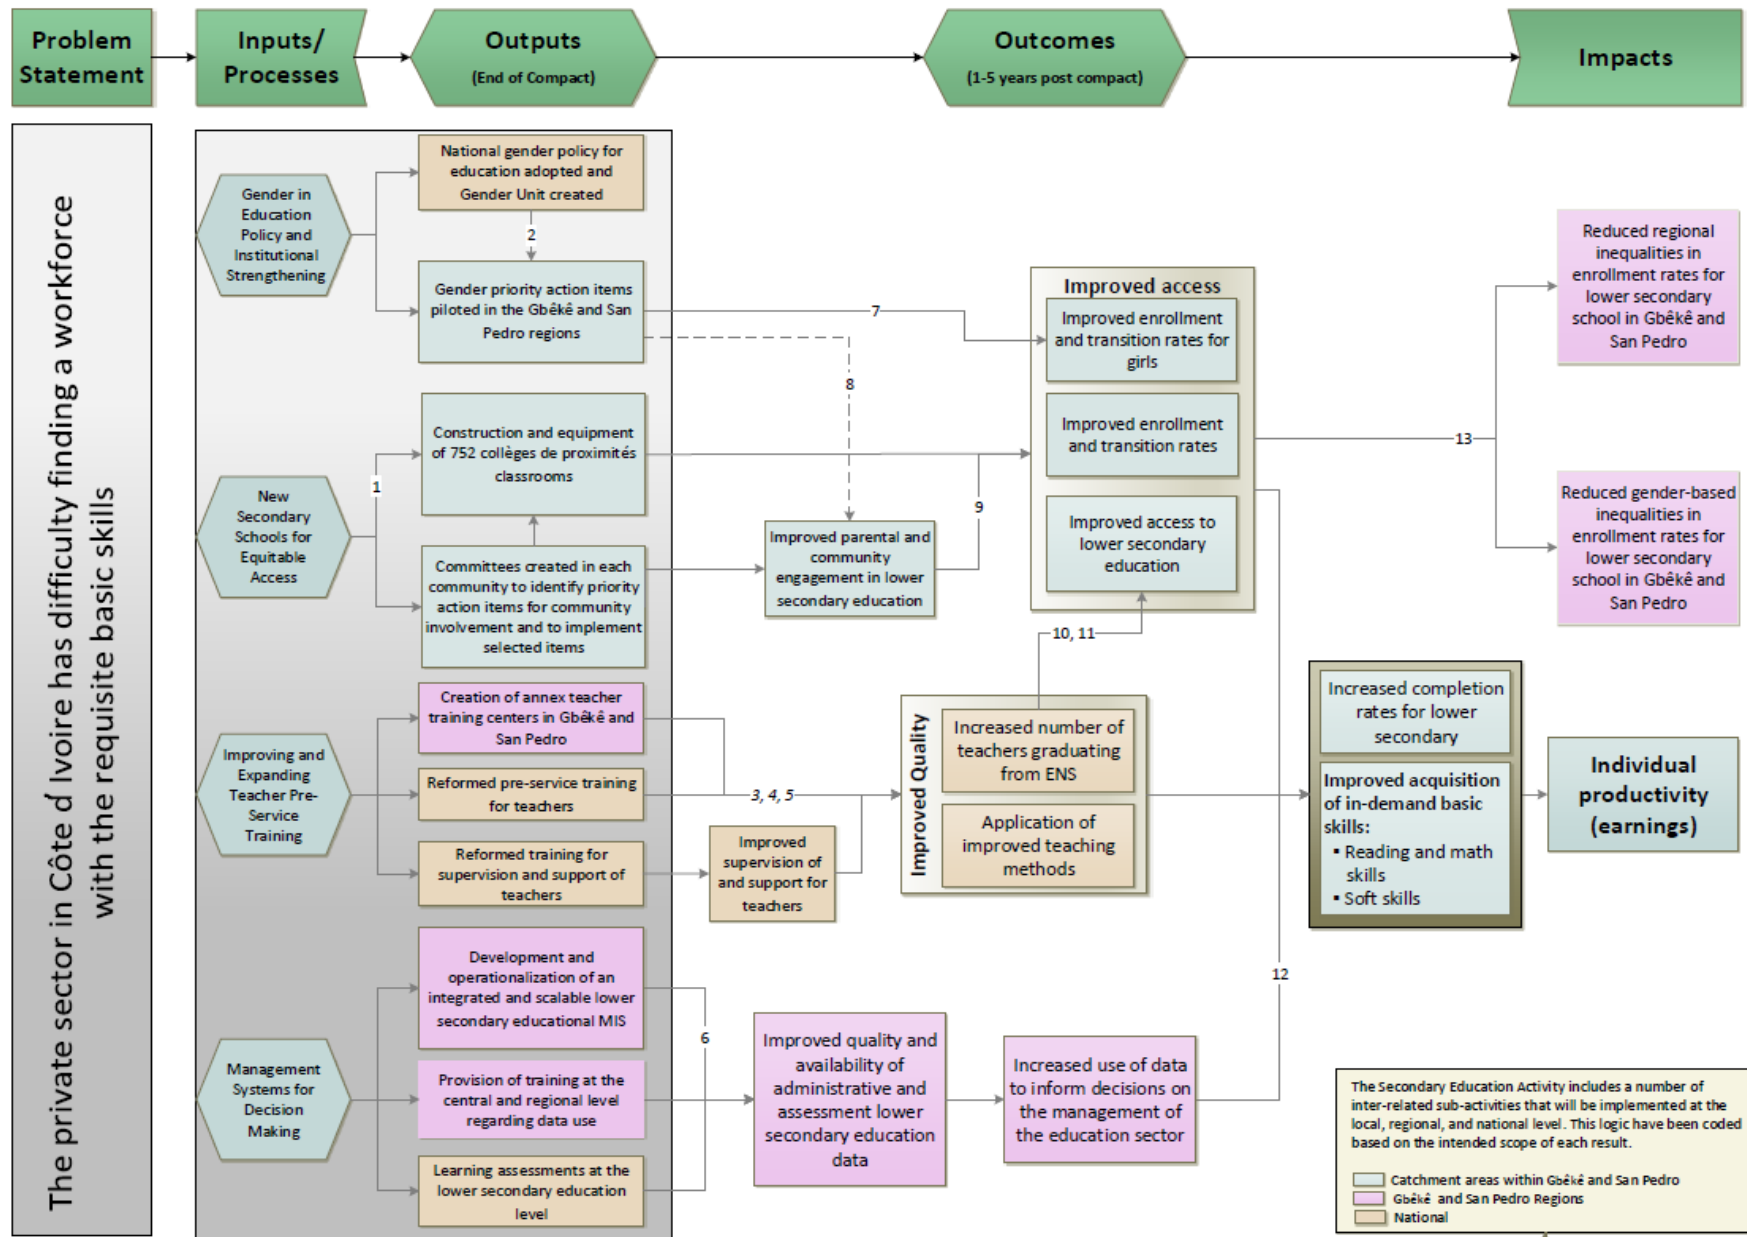 Problem
Statement
Inputs/
Processes
Outputs
(End of Compact)
Outcomes
(1-5 years post compact)
Impacts
The private sector in Côte d'Ivoire has difficulty finding a workforce
with the requisite basic skills
Gender in
Education
Policy and
Institutional
Strengthening
National gender policy for
education adopted and
Gender Unit created
2
Gender priority action items
piloted in the Gbêkê and San
Pedro regions
7
8
New
Secondary
Schools for
Equitable
Access
1
Construction and equipment
of 752 collèges de proximités
classrooms
Committees created in each
community to identify priority
action items for community
involvement and to implement
selected items
Improved parental and
community
engagement in lower
secondary education
9
Improved access
Improved enrollment
and transition rates for
girls
Improved enrollment
and transition rates
Improved access to
lower secondary
education
10, 11
13
Reduced regional
inequalities in
enrollment rates for
lower secondary
school in Gbêkê and
San Pedro
Reduced gender-based
inequalities in
enrollment rates for
lower secondary
school in Gbêkê and
San Pedro
Improving and
Expanding
Teacher Pre-
Service
Training
Creation of annex teacher
training centers in Gbêkê and
San Pedro
Reformed pre-service training
for teachers
Reformed training for
supervision and support of
teachers
3, 4, 5
Improved
supervision of
and support for
teachers
Improved Quality
Increased number of
teachers graduating
from ENS
Application of
improved teaching
methods
Increased completion
rates for lower
secondary
Improved acquisition
of in-demand basic
skills:
▪ Reading and math
skills
▪ Soft skills
Individual
productivity
(earnings)
Management
Systems for
Decision
Making
Development and
operationalization of an
integrated and scalable lower
secondary educational MIS
Provision of training at the
central and regional level
regarding data use
Learning assessments at the
lower secondary education
level
6
Improved quality and
availability of
administrative and
assessment lower
secondary education
data
Increased use of data
to inform decisions on
the management of
the education sector
12
The Secondary Education Activity includes a number of
inter-related sub-activities that will be implemented at the
local, regional, and national level. This logic have been coded
based on the intended scope of each result.
Catchment areas within Gbêkê and San Pedro
Gbêkê and San Pedro Regions
National